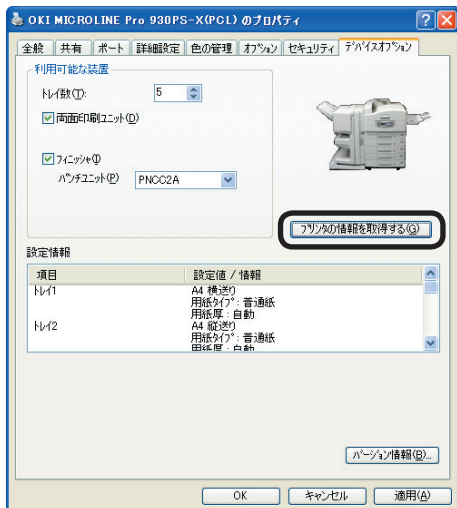 OKI MICROLINE Pro 930PS-X(PCL) のプロパティ
全般 共有 ポート 詳細設定 色の管理 オプション セキュリティ デバイスオプション
利用可能な装置
トレイ数(T): 5
両面印刷ユニット(D)
フィニッシャ(I)
パンチユニット(P) PNCC2A
プリンタの情報を取得する(G)
設定情報
項目 設定値 / 情報
トレイ1 A4 横送り
用紙タイプ : 普通紙
用紙厚 : 自動
トレイ2 A4 縦送り
用紙タイプ : 普通紙
用紙厚 : 自動
バージョン情報(B)...
OK キャンセル 適用(A)